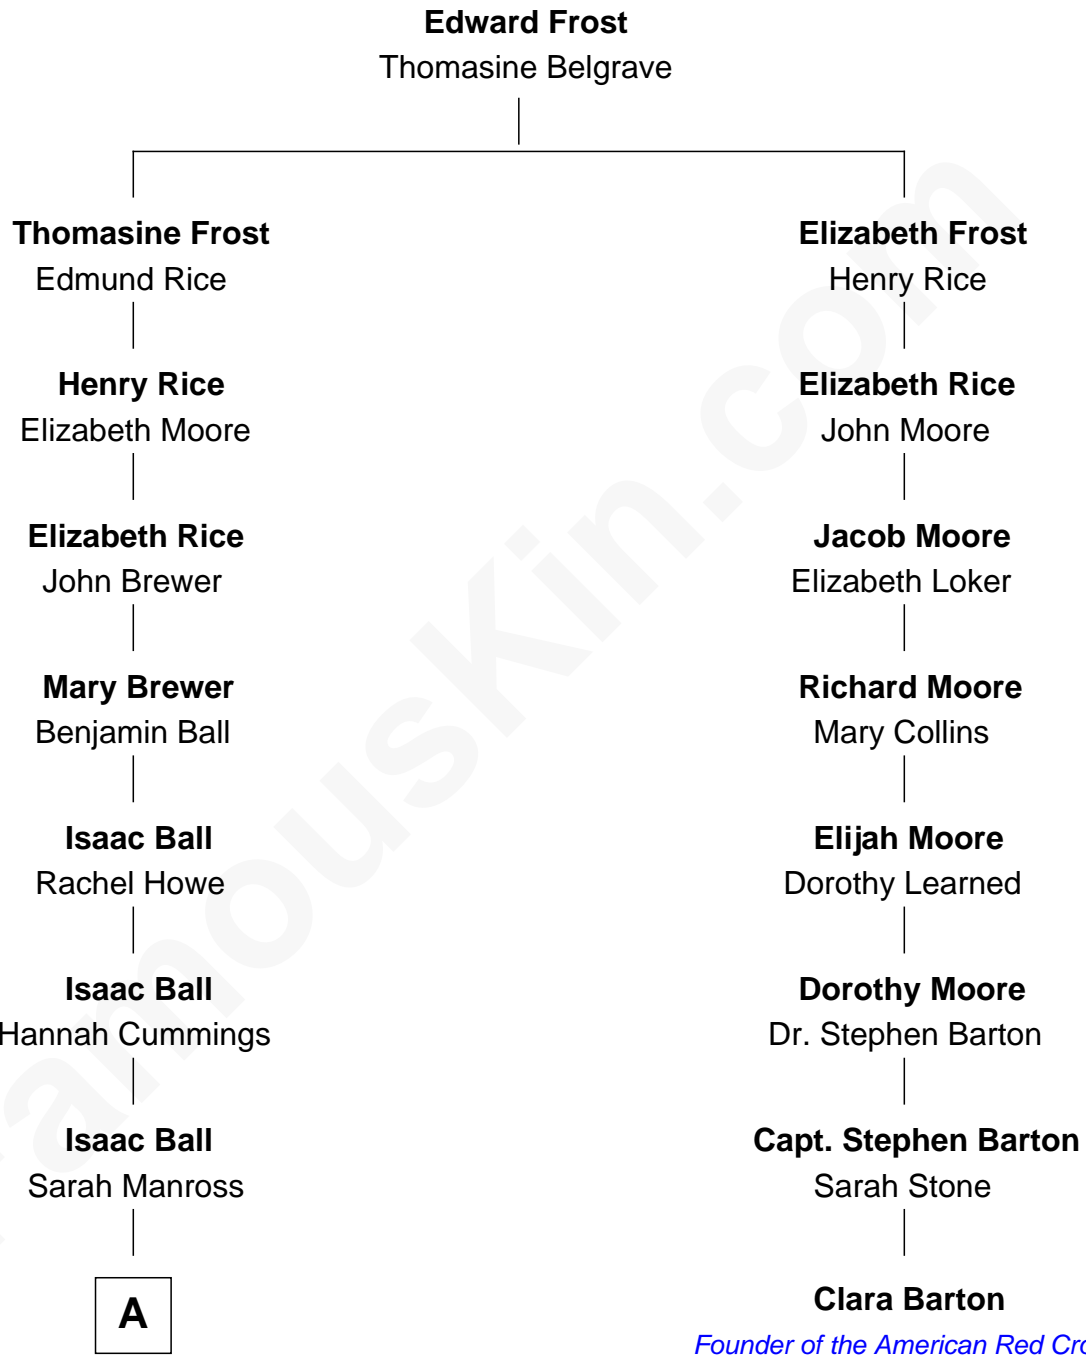 Edward Frost
Thomasine Belgrave
Thomasine Frost
Edmund Rice
Henry Rice
Elizabeth Moore
Elizabeth Rice
John Brewer
Mary Brewer
Benjamin Ball
Isaac Ball
Rachel Howe
Isaac Ball
Hannah Cummings
Isaac Ball
Sarah Manross
A
Elizabeth Frost
Henry Rice
Elizabeth Rice
John Moore
Jacob Moore
Elizabeth Loker
Richard Moore
Mary Collins
Elijah Moore
Dorothy Learned
Dorothy Moore
Dr. Stephen Barton
Capt. Stephen Barton
Sarah Stone
Clara Barton
Founder of the American Red Cro
FamousKin.com